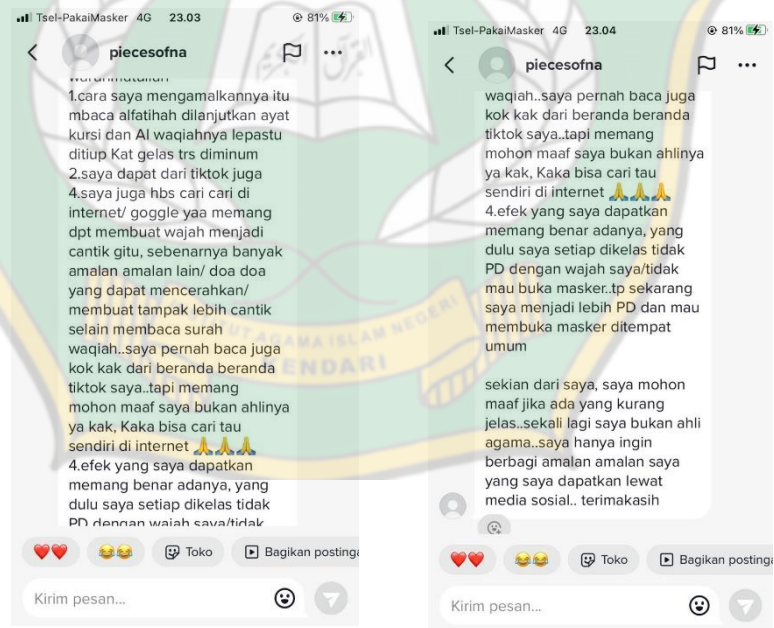 Tsel-PakaiMasker 4G 23.03 81%
piecesofna
1.cara saya mengamalkannya itu
mbaca alfatihah dilanjutkan ayat
kursi dan Al waqiahnya lepastu
ditiup Kat gelas trs diminum
2.saya dapat dari tiktok juga
4.saya juga hbs cari cari di
internet/ goggle yaa memang
dpt membuat wajah menjadi
cantik gitu, sebenarnya banyak
amalan amalan lain/ doa doa
yang dapat mencerahkan/
membuat tampak lebih cantik
selain membaca surah
waqiah..saya pernah baca juga
kok kak dari beranda beranda
tiktok saya..tapi memang
mohon maaf saya bukan ahlinya
ya kak, Kaka bisa cari tau
sendiri di internet 🙏🙏🙏
4.efek yang saya dapatkan
memang benar adanya, yang
dulu saya setiap dikelas tidak
PD dengan wajah saya/tidak
❤️❤️ 😂😂 Toko Bagikan postinga
Kirim pesan...
Tsel-PakaiMasker 4G 23.04 81%
piecesofna
waqiah..saya pernah baca juga
kok kak dari beranda beranda
tiktok saya..tapi memang
mohon maaf saya bukan ahlinya
ya kak, Kaka bisa cari tau
sendiri di internet 🙏🙏🙏
4.efek yang saya dapatkan
memang benar adanya, yang
dulu saya setiap dikelas tidak
PD dengan wajah saya/tidak
mau buka masker..tp sekarang
saya menjadi lebih PD dan mau
membuka masker ditempat
umum
sekian dari saya, saya mohon
maaf jika ada yang kurang
jelas..sekali lagi saya bukan ahli
agama..saya hanya ingin
berbagi amalan amalan saya
yang saya dapatkan lewat
media sosial.. terimakasih
❤️❤️ 😂😂 Toko Bagikan postinga
Kirim pesan...
AGAMA ISLAM NEGERI
KENDARI